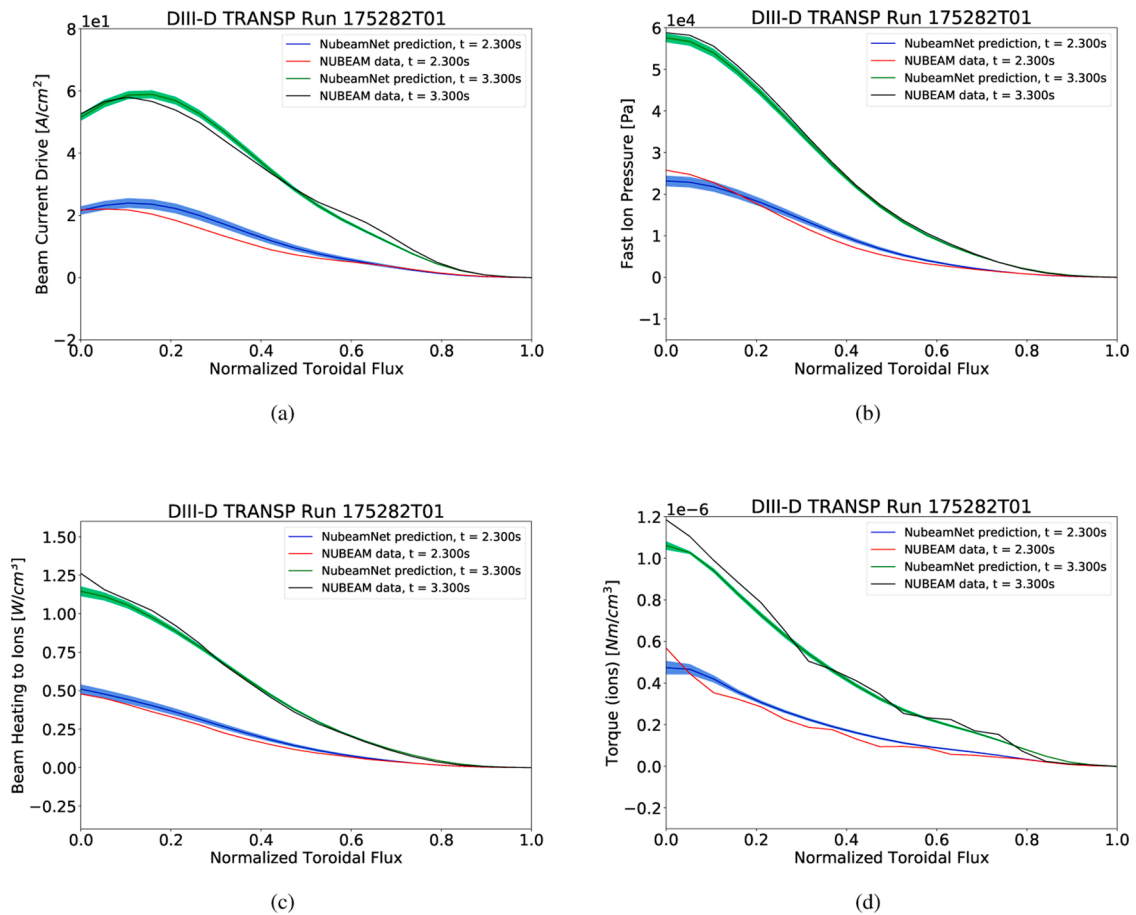 DIII-D TRANSP Run 175282T01
8e1
NubeamNet prediction, t = 2.300s
NUBEAM data, t = 2.300s
NubeamNet prediction, t = 3.300s
NUBEAM data, t = 3.300s
6
4
2
0
−2
Beam Current Drive [A/cm²]
0.0 0.2 0.4 0.6 0.8 1.0
Normalized Toroidal Flux
(a)
DIII-D TRANSP Run 175282T01
6e4
NubeamNet prediction, t = 2.300s
NUBEAM data, t = 2.300s
NubeamNet prediction, t = 3.300s
NUBEAM data, t = 3.300s
5
4
3
2
1
0
−1
Fast Ion Pressure [Pa]
0.0 0.2 0.4 0.6 0.8 1.0
Normalized Toroidal Flux
(b)
DIII-D TRANSP Run 175282T01
NubeamNet prediction, t = 2.300s
NUBEAM data, t = 2.300s
NubeamNet prediction, t = 3.300s
NUBEAM data, t = 3.300s
1.50
1.25
1.00
0.75
0.50
0.25
0.00
−0.25
Beam Heating to Ions [W/cm³]
0.0 0.2 0.4 0.6 0.8 1.0
Normalized Toroidal Flux
(c)
DIII-D TRANSP Run 175282T01
1e−6
NubeamNet prediction, t = 2.300s
NUBEAM data, t = 2.300s
NubeamNet prediction, t = 3.300s
NUBEAM data, t = 3.300s
1.2
1.0
0.8
0.6
0.4
0.2
0.0
−0.2
Torque (ions) [Nm/cm³]
0.0 0.2 0.4 0.6 0.8 1.0
Normalized Toroidal Flux
(d)